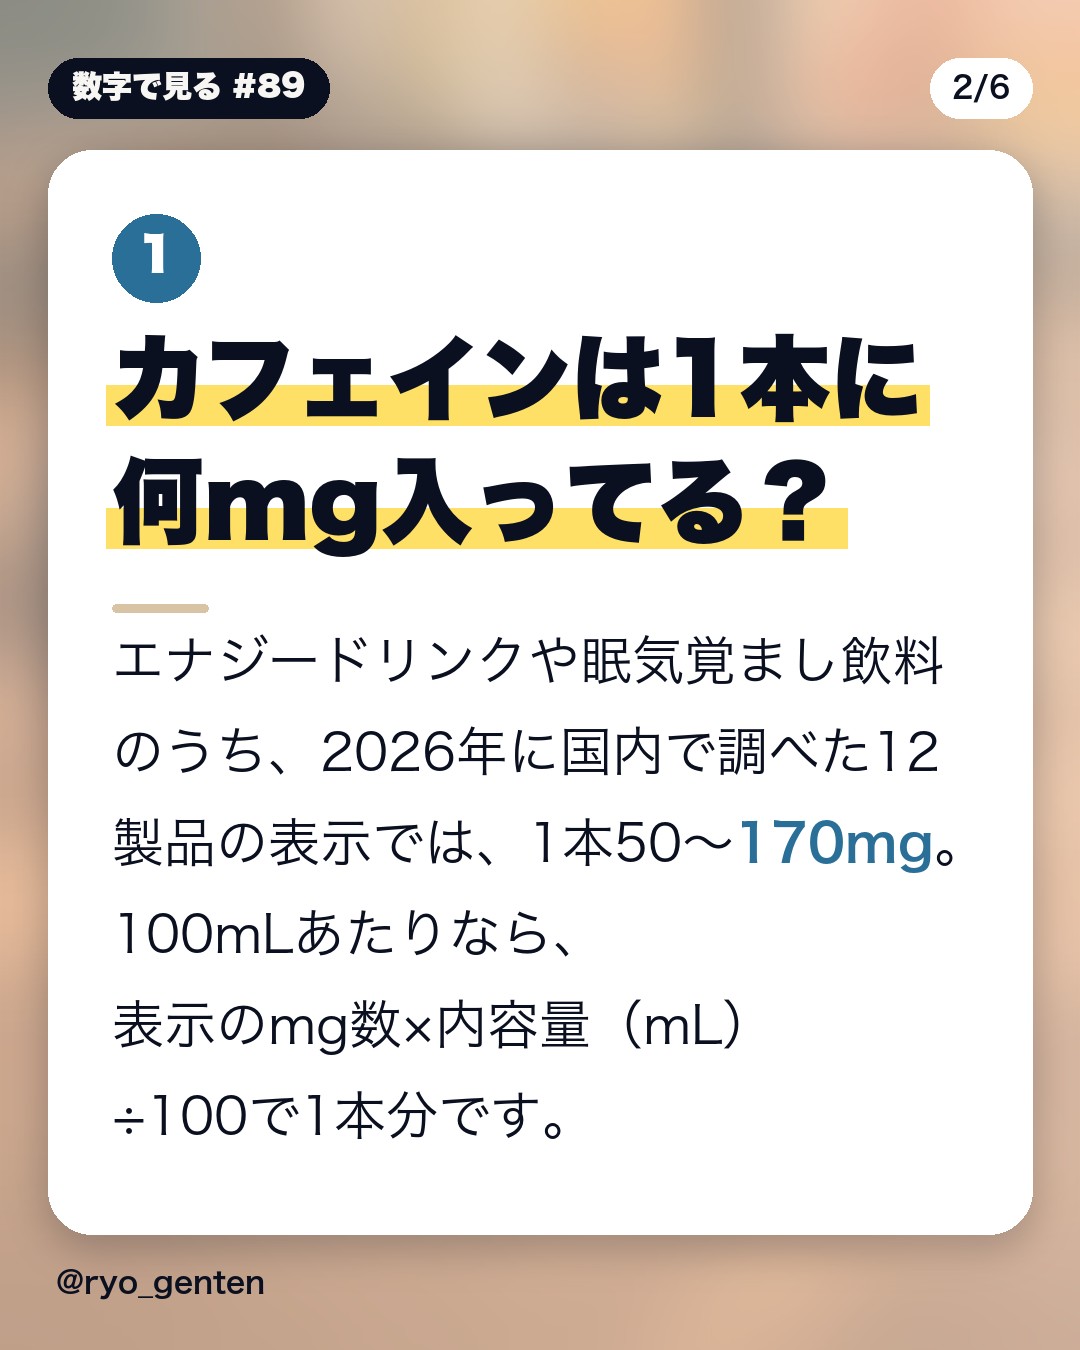 数字で見る #89
2/6
1
カフェインは1本に
何mg入ってる？
エナジードリンクや眠気覚まし飲料
のうち、2026年に国内で調べた12
製品の表示では、1本50〜170mg。
100mLあたりなら、
表示のmg数×内容量（mL）
÷100で1本分です。
@ryo_genten